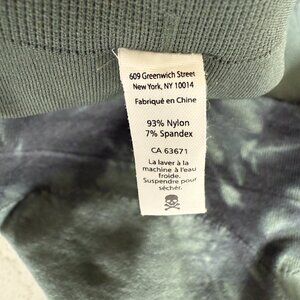 609 Greenwich Street
New York, NY 10014
Fabriqué en Chine
93% Nylon
7% Spandex
CA 63671
La laver à la
machine à l'eau
froide.
Suspendre pour
sécher.